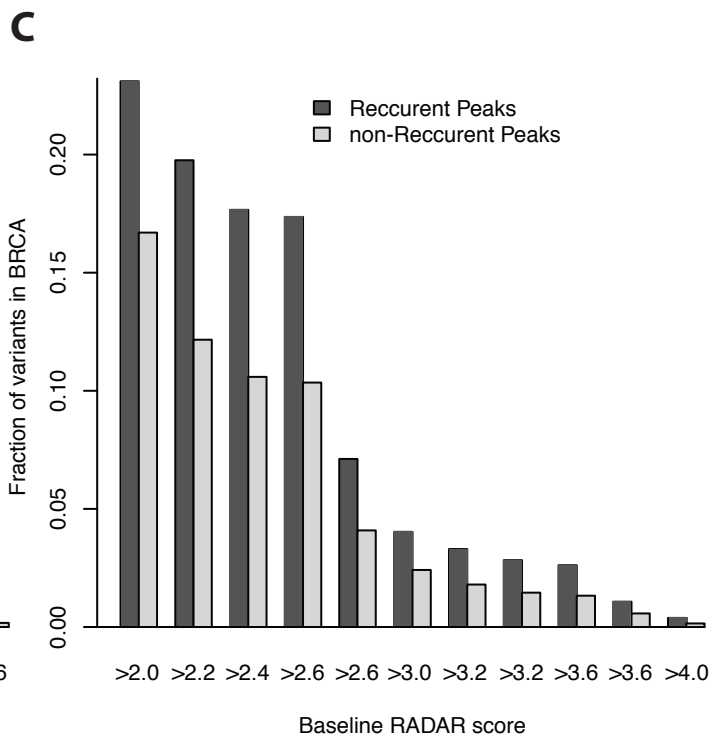 C
Reccurent Peaks
non-Reccurent Peaks
Fraction of variants in BRCA
0.20
0.15
0.10
0.05
0.00
6
>2.0 >2.2 >2.4 >2.6 >2.6 >3.0 >3.2 >3.2 >3.6 >3.6 >4.0
Baseline RADAR score